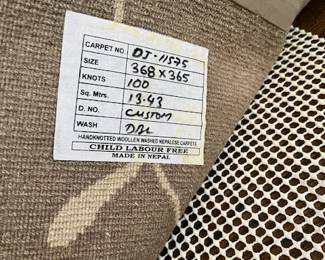 CARPET NO. DJ-11575
SIZE 368 X 365
KNOTS 100
Sq. Mtrs. 13.43
D. NO. CUSTOM
WASH DBL
HANDKNOTTED WOOLLEN WASHED NEPALESE CARPETS
CHILD LABOUR FREE
MADE IN NEPAL